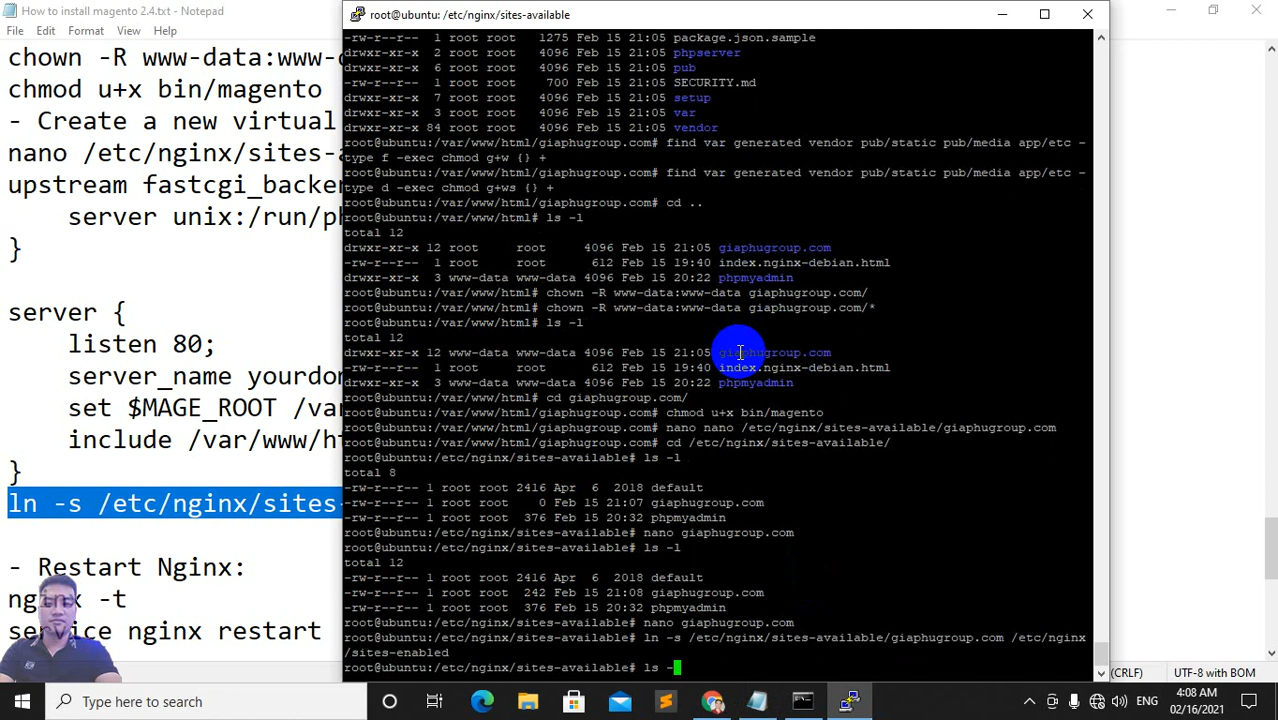 How to install magento 2.4.txt - Notepad
File Edit Format View Help
chown -R www-data:www-
chmod u+x bin/magento
- Create a new virtual
nano /etc/nginx/sites-
upstream fastcgi_backe
server unix:/run/p
}
server {
listen 80;
server_name yourdo
set $MAGE_ROOT /va
include /var/www/h
}
ln -s /etc/nginx/sites-
- Restart Nginx:
-t
service nginx restart
root@ubuntu: /etc/nginx/sites-available
-rw-r--r-- 1 root root 1275 Feb 15 21:05 package.json.sample
drwxr-xr-x 2 root root 4096 Feb 15 21:05 phpserver
drwxr-xr-x 6 root root 4096 Feb 15 21:05 pub
-rw-r--r-- 1 root root 700 Feb 15 21:05 SECURITY.md
drwxr-xr-x 7 root root 4096 Feb 15 21:05 setup
drwxr-xr-x 3 root root 4096 Feb 15 21:05 var
drwxr-xr-x 84 root root 4096 Feb 15 21:05 vendor
root@ubuntu:/var/www/html/giaphugroup.com# find var generated vendor pub/static pub/media app/etc -
type f -exec chmod g+w {} +
root@ubuntu:/var/www/html/giaphugroup.com# find var generated vendor pub/static pub/media app/etc -
type d -exec chmod g+ws {} +
root@ubuntu:/var/www/html/giaphugroup.com# cd ..
root@ubuntu:/var/www/html# ls -l
total 12
drwxr-xr-x 12 root root 4096 Feb 15 21:05 giaphugroup.com
-rw-r--r-- 1 root root 612 Feb 15 19:40 index.nginx-debian.html
drwxr-xr-x 3 www-data www-data 4096 Feb 15 20:22 phpmyadmin
root@ubuntu:/var/www/html# chown -R www-data:www-data giaphugroup.com/
root@ubuntu:/var/www/html# chown -R www-data:www-data giaphugroup.com/*
root@ubuntu:/var/www/html# ls -l
total 12
drwxr-xr-x 12 www-data www-data 4096 Feb 15 21:05 giaphugroup.com
-rw-r--r-- 1 root root 612 Feb 15 19:40 index.nginx-debian.html
drwxr-xr-x 3 www-data www-data 4096 Feb 15 20:22 phpmyadmin
root@ubuntu:/var/www/html# cd giaphugroup.com/
root@ubuntu:/var/www/html/giaphugroup.com# chmod u+x bin/magento
root@ubuntu:/var/www/html/giaphugroup.com# nano nano /etc/nginx/sites-available/giaphugroup.com
root@ubuntu:/var/www/html/giaphugroup.com# cd /etc/nginx/sites-available/
root@ubuntu:/etc/nginx/sites-available# ls -l
total 8
-rw-r--r-- 1 root root 2416 Apr 6 2018 default
-rw-r--r-- 1 root root 0 Feb 15 21:07 giaphugroup.com
-rw-r--r-- 1 root root 376 Feb 15 20:32 phpmyadmin
root@ubuntu:/etc/nginx/sites-available# nano giaphugroup.com
root@ubuntu:/etc/nginx/sites-available# ls -l
total 12
-rw-r--r-- 1 root root 2416 Apr 6 2018 default
-rw-r--r-- 1 root root 242 Feb 15 21:08 giaphugroup.com
-rw-r--r-- 1 root root 376 Feb 15 20:32 phpmyadmin
root@ubuntu:/etc/nginx/sites-available# nano giaphugroup.com
root@ubuntu:/etc/nginx/sites-available# ln -s /etc/nginx/sites-available/giaphugroup.com /etc/nginx
/sites-enabled
root@ubuntu:/etc/nginx/sites-available# ls -
(CRLF) UTF-8 with BOM
Type here to search
ENG
4:08 AM
02/16/2021